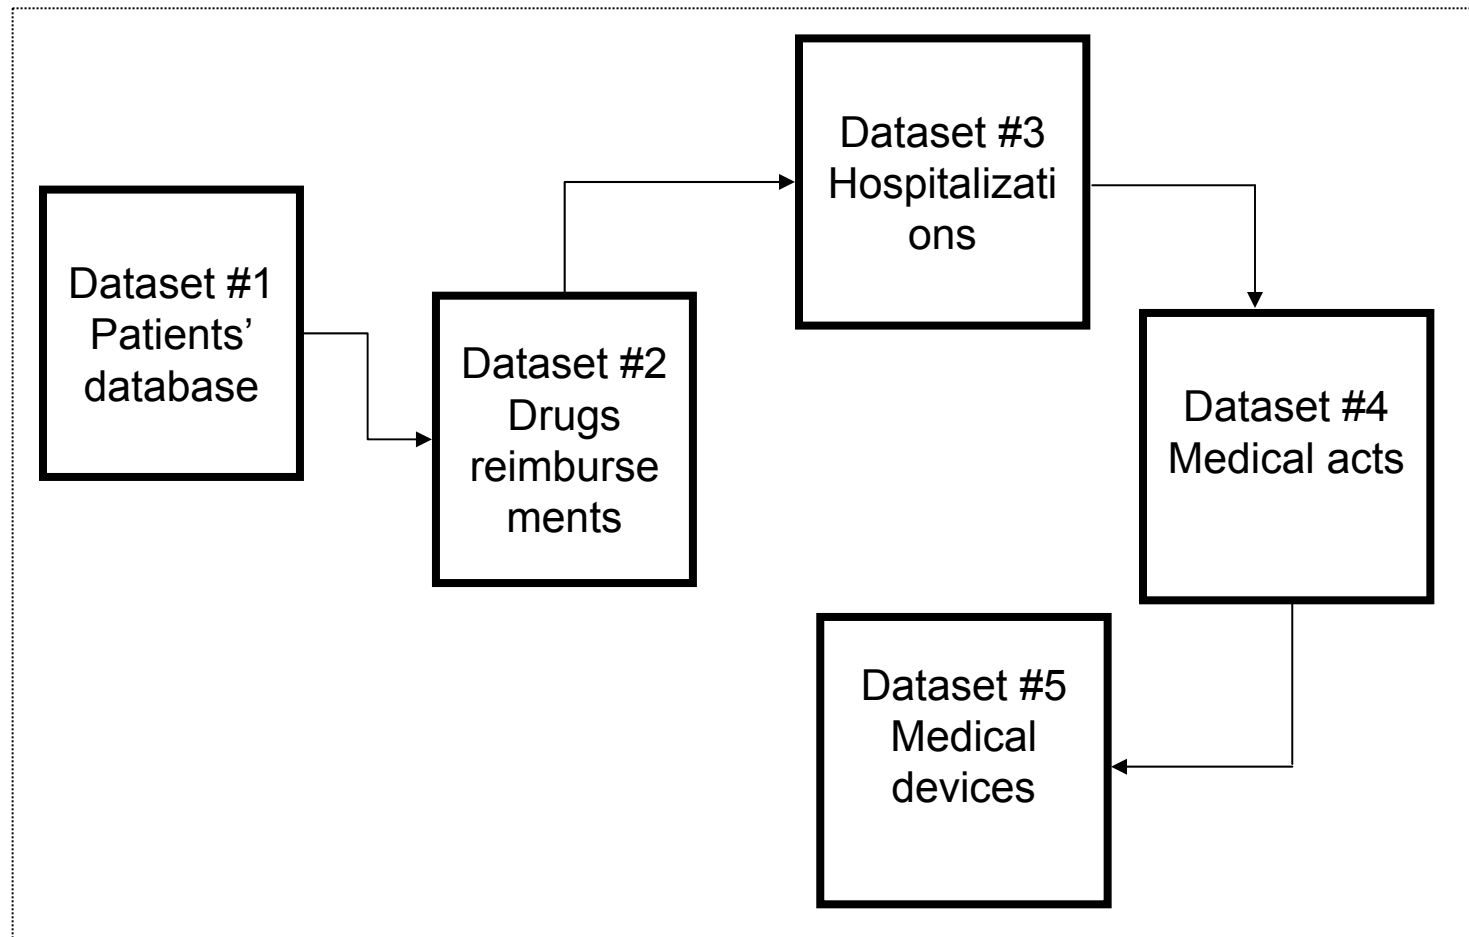 Dataset #1
Patients’
database
Dataset #2
Drugs
reimburse
ments
Dataset #3
Hospitalizati
ons
Dataset #4
Medical acts
Dataset #5
Medical
devices